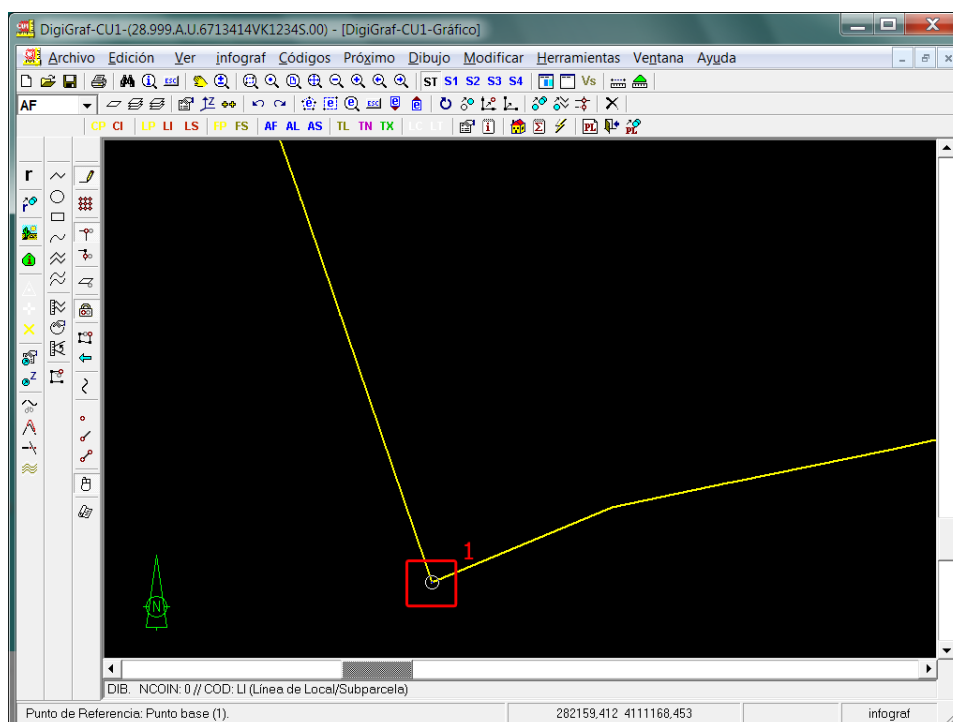 DigiGraf-CU1-(28.999.A.U.6713414VK1234S.00) - [DigiGraf-CU1-Gráfico]
Archivo Edición Ver infograf Códigos Próximo Dibujo Modificar Herramientas Ventana Ayuda
ST S1 S2 S3 S4 Vs
AF
CP CI LP LI LS FP FS AF AL AS TL TN TX LC LT PL PL
r
r
Z
1
N
DIB. NCOIN: 0 // COD: LI (Línea de Local/Subparcela)
Punto de Referencia: Punto base (1). 282159,412 4111168,453 infograf